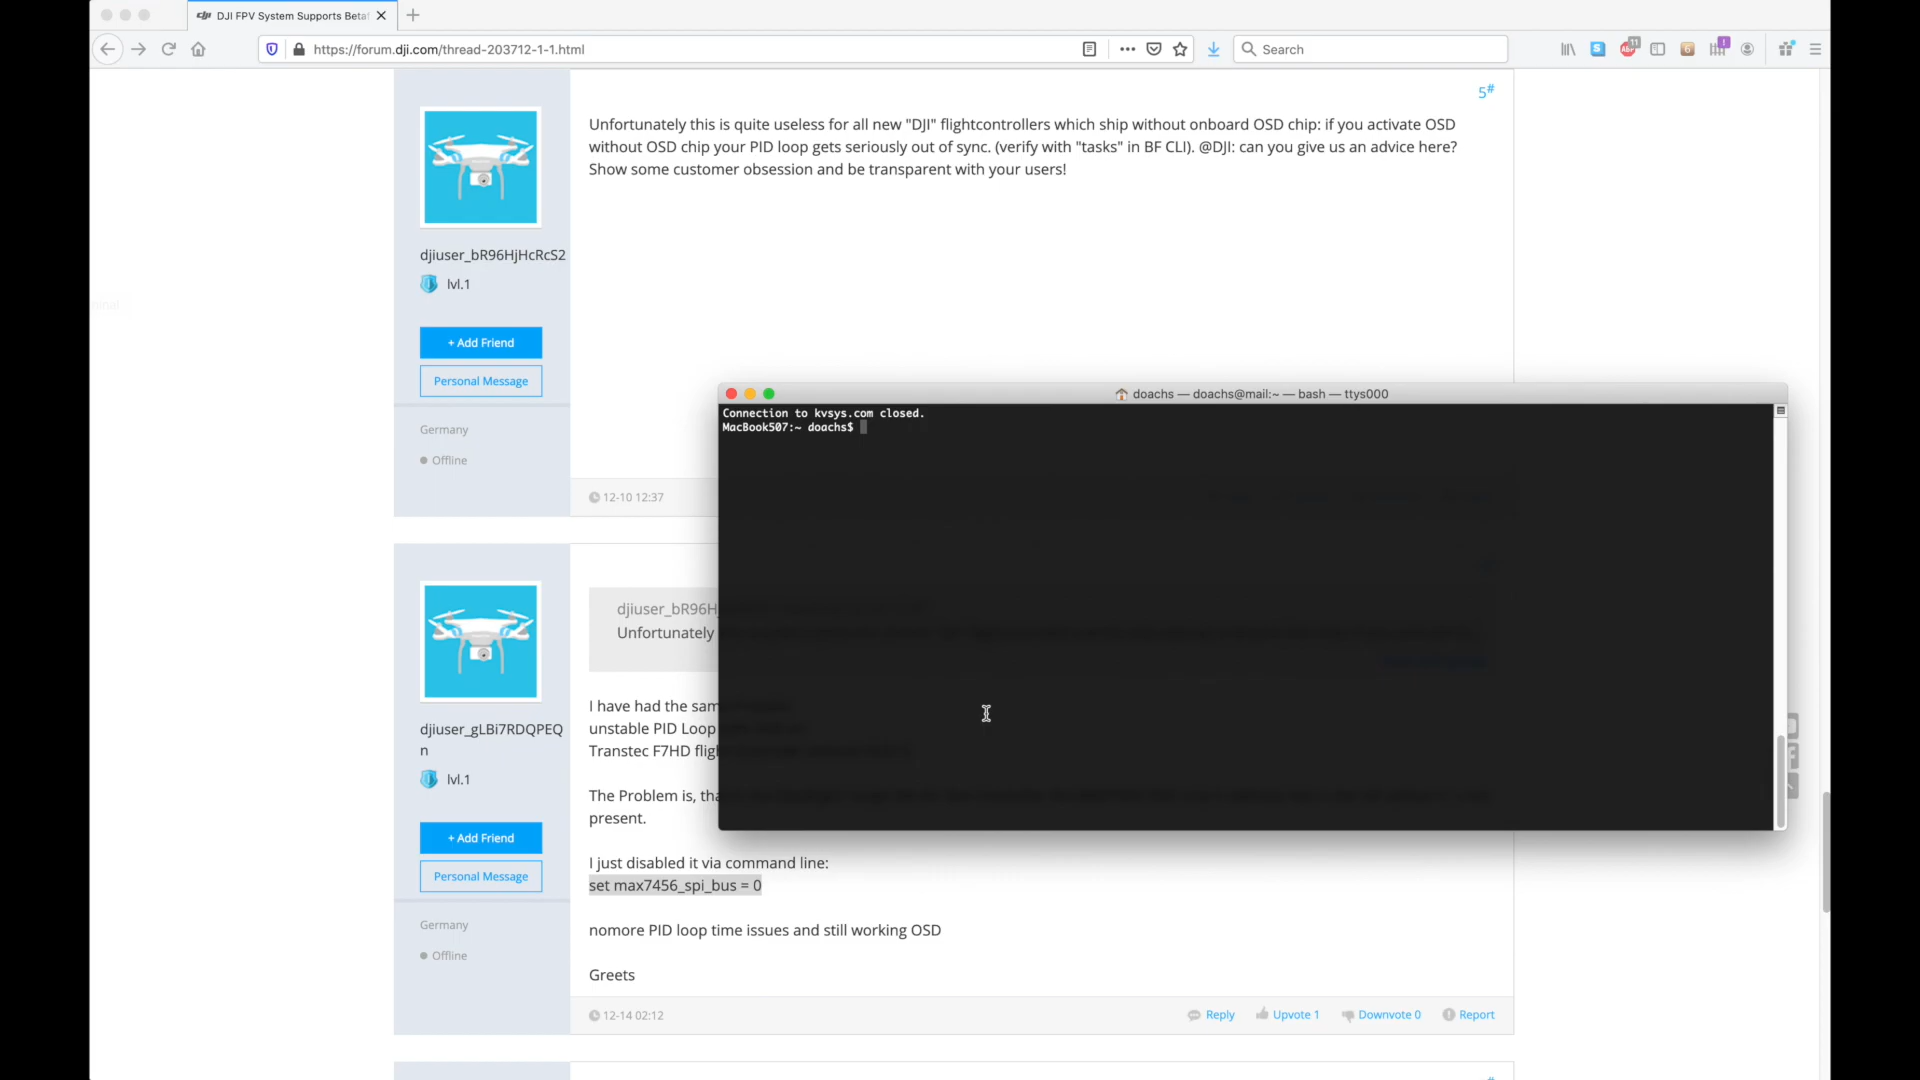 DJI FPV System Supports Beta
https://forum.dji.com/thread-203712-1-1.html
Search
5#
Unfortunately this is quite useless for all new "DJI" flightcontrollers which ship without onboard OSD chip: if you activate OSD
without OSD chip your PID loop gets seriously out of sync. (verify with "tasks" in BF CLI). @DJI: can you give us an advice here?
Show some customer obsession and be transparent with your users!
djiuser_bR96HjHcRcS2
lvl.1
+ Add Friend
Personal Message
Germany
Offline
12-10 12:37
doachs — doachs@mail:~ — bash — ttys000
Connection to kvsys.com closed.
MacBook507:~ doachs$
djiuser_bR96H
Unfortunately
djiuser_gLBi7RDQPEQ
n
lvl.1
+ Add Friend
Personal Message
Germany
Offline
I have had the sam
unstable PID Loop
Transtec F7HD fligh
The Problem is, tha
present.
I just disabled it via command line:
set max7456_spi_bus = 0
nomore PID loop time issues and still working OSD
Greets
12-14 02:12
Reply
Upvote 1
Downvote 0
Report